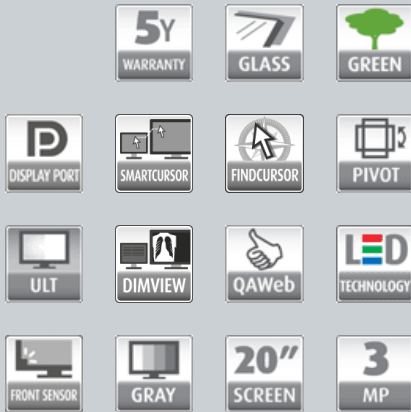 5Y
WARRANTY
GLASS
GREEN
DISPLAY PORT
SMARTCURSOR
FINDCURSOR
PIVOT
ULT
DIMVIEW
QAWeb
LED
TECHNOLOGY
FRONT SENSOR
GRAY
20"
SCREEN
3
MP